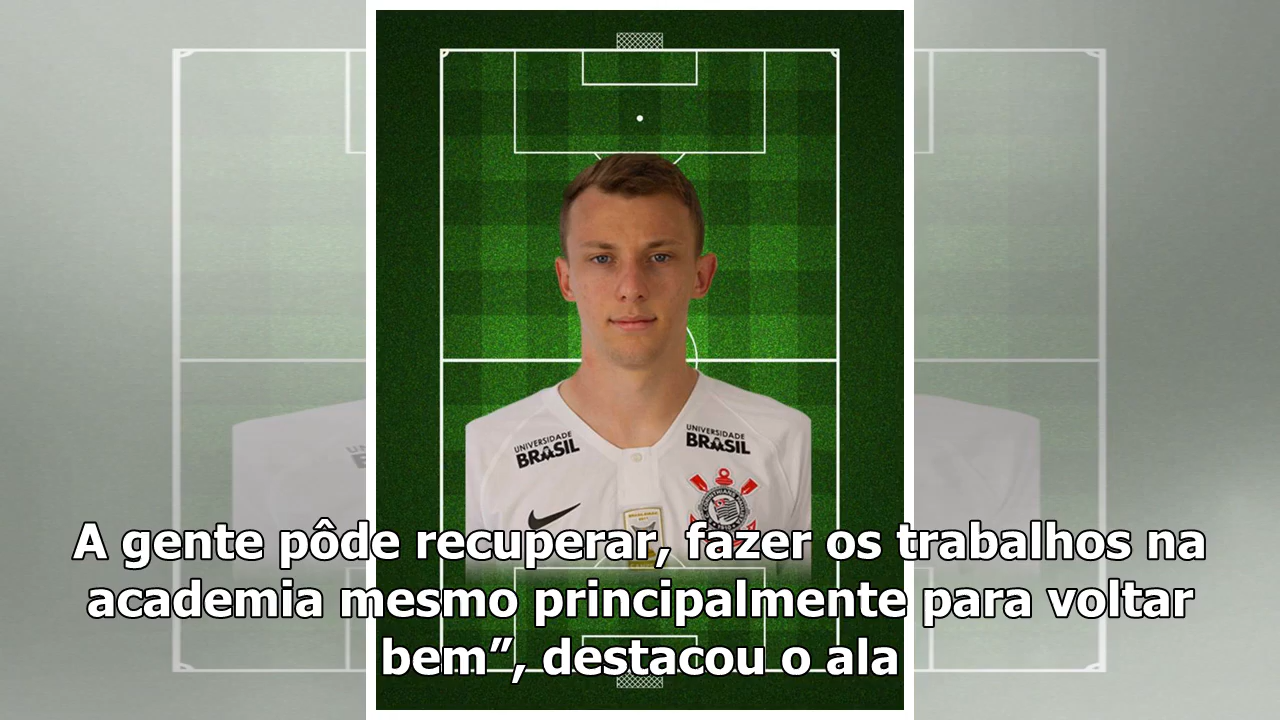 UNIVERSIDADE
BRASIL
UNIVERSIDADE
BRASIL
A gente pôde recuperar, fazer os trabalhos na
academia mesmo principalmente para voltar
bem”, destacou o ala